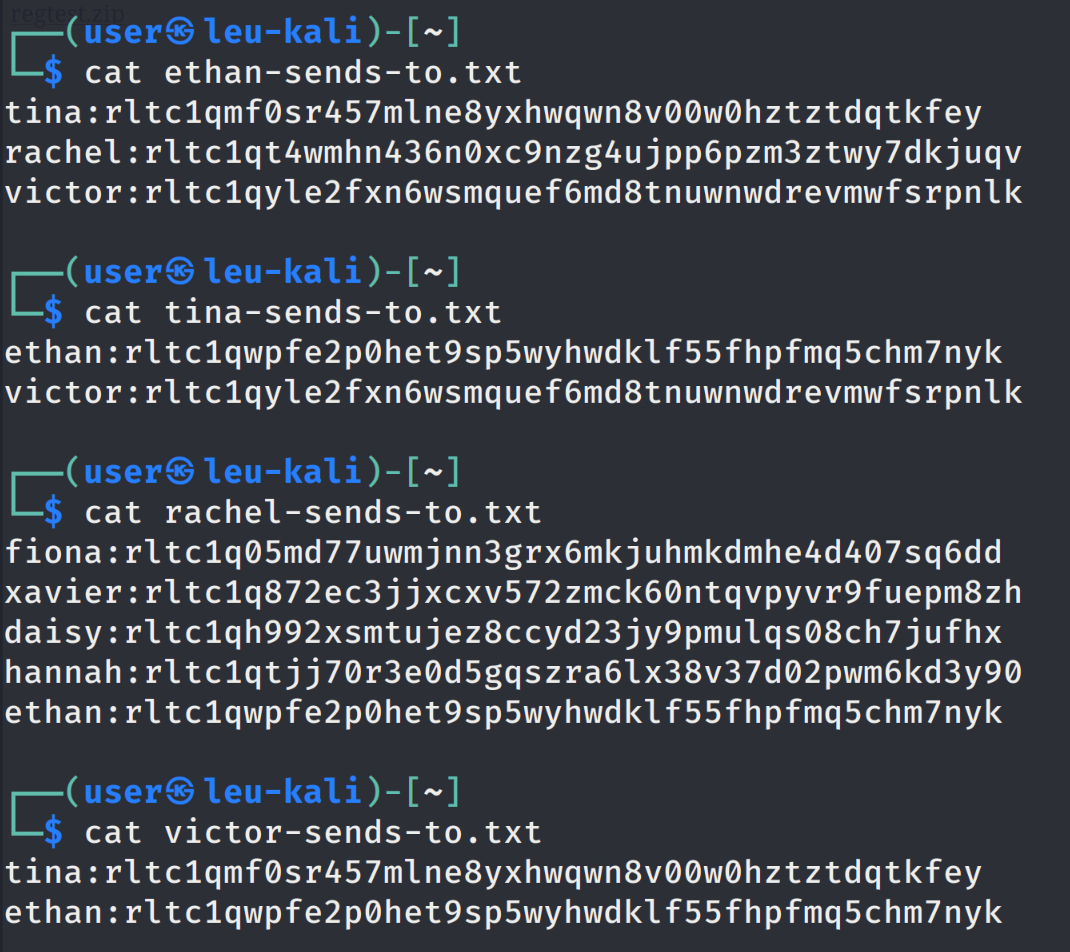 regtest.zip
┌──(user㉿leu-kali)-[~]
└─$ cat ethan-sends-to.txt
tina:rltc1qmf0sr457mlne8yxhwqwn8v00w0hztztdqtkfey
rachel:rltc1qt4wmhn436n0xc9nzg4ujpp6pzm3ztwy7dkjuqv
victor:rltc1qyle2fxn6wsmquef6md8tnuwnwdrevmwfsrpnlk
┌──(user㉿leu-kali)-[~]
└─$ cat tina-sends-to.txt
ethan:rltc1qwpfe2p0het9sp5wyhwdklf55fhpfmq5chm7nyk
victor:rltc1qyle2fxn6wsmquef6md8tnuwnwdrevmwfsrpnlk
┌──(user㉿leu-kali)-[~]
└─$ cat rachel-sends-to.txt
fiona:rltc1q05md77uwmjnn3grx6mkjuhmkdmhe4d407sq6dd
xavier:rltc1q872ec3jjxcxv572zmck60ntqvpyvr9fuepm8zh
daisy:rltc1qh992xsmtujez8ccyd23jy9pmulqs08ch7jufhx
hannah:rltc1qtjj70r3e0d5gqszra6lx38v37d02pwm6kd3y90
ethan:rltc1qwpfe2p0het9sp5wyhwdklf55fhpfmq5chm7nyk
┌──(user㉿leu-kali)-[~]
└─$ cat victor-sends-to.txt
tina:rltc1qmf0sr457mlne8yxhwqwn8v00w0hztztdqtkfey
ethan:rltc1qwpfe2p0het9sp5wyhwdklf55fhpfmq5chm7nyk